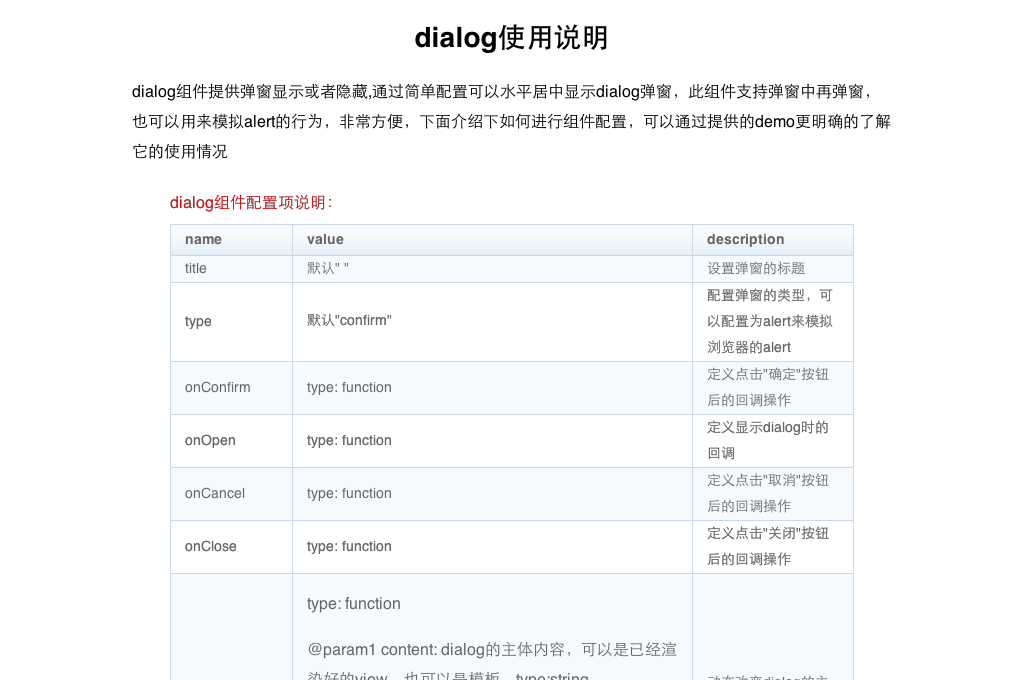 dialog使用说明
dialog组件提供弹窗显示或者隐藏,通过简单配置可以水平居中显示dialog弹窗，此组件支持弹窗中再弹窗，
也可以用来模拟alert的行为，非常方便，下面介绍下如何进行组件配置，可以通过提供的demo更明确的了解
它的使用情况
dialog组件配置项说明：
name value description
title 默认" " 设置弹窗的标题
type 默认"confirm" 配置弹窗的类型，可
以配置为alert来模拟
浏览器的alert
onConfirm type: function 定义点击"确定"按钮
后的回调操作
onOpen type: function 定义显示dialog时的
回调
onCancel type: function 定义点击"取消"按钮
后的回调操作
onClose type: function 定义点击"关闭"按钮
后的回调操作
type: function
@param1 content: dialog的主体内容，可以是已经渲
染好的view，也可以是模板，type:string
动态改变dialog的主